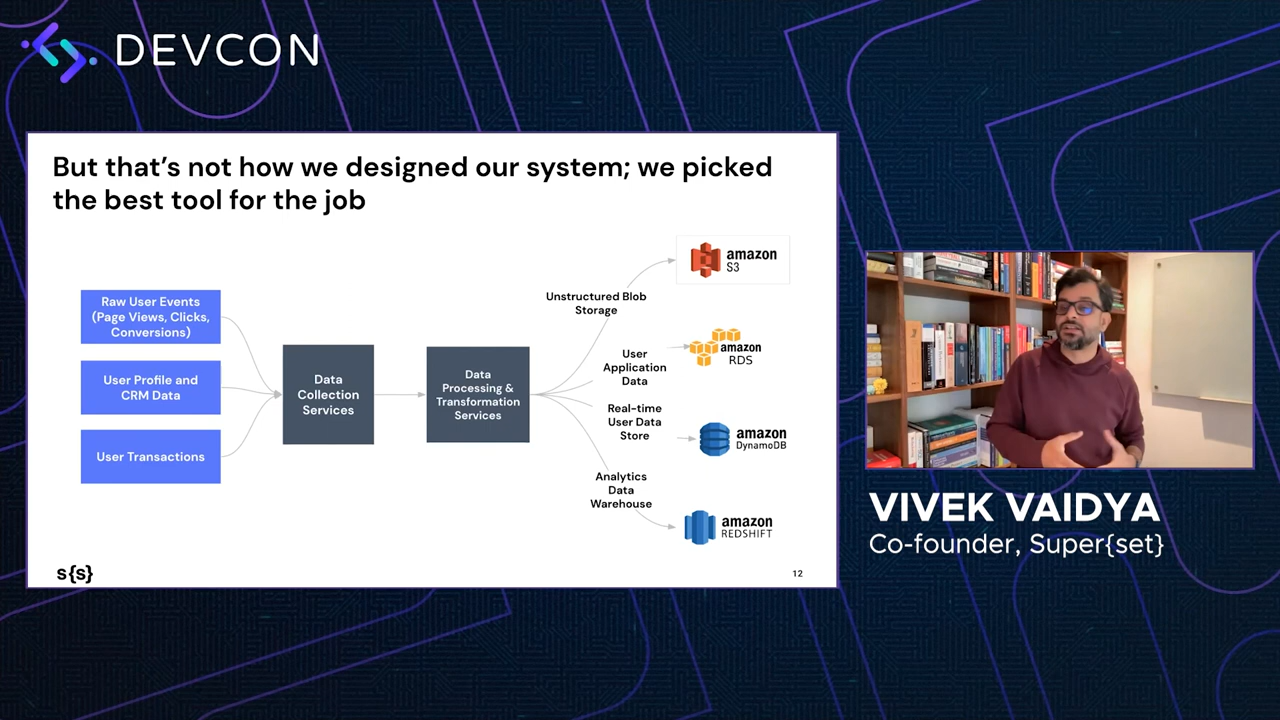 DEVCON
But that's not how we designed our system; we picked
the best tool for the job
Raw User Events
(Page Views, Clicks,
Conversions)
User Profile and
CRM Data
User Transactions
Data
Collection
Services
Data
Processing &
Transformation
Services
Unstructured Blob
Storage
User
Application
Data
Real-time
User Data
Store
Analytics
Data
Warehouse
amazon
S3
amazon
RDS
amazon
DynamoDB
amazon
REDSHIFT
s{s}
12
VIVEK VAIDYA
Co-founder, Super{set}